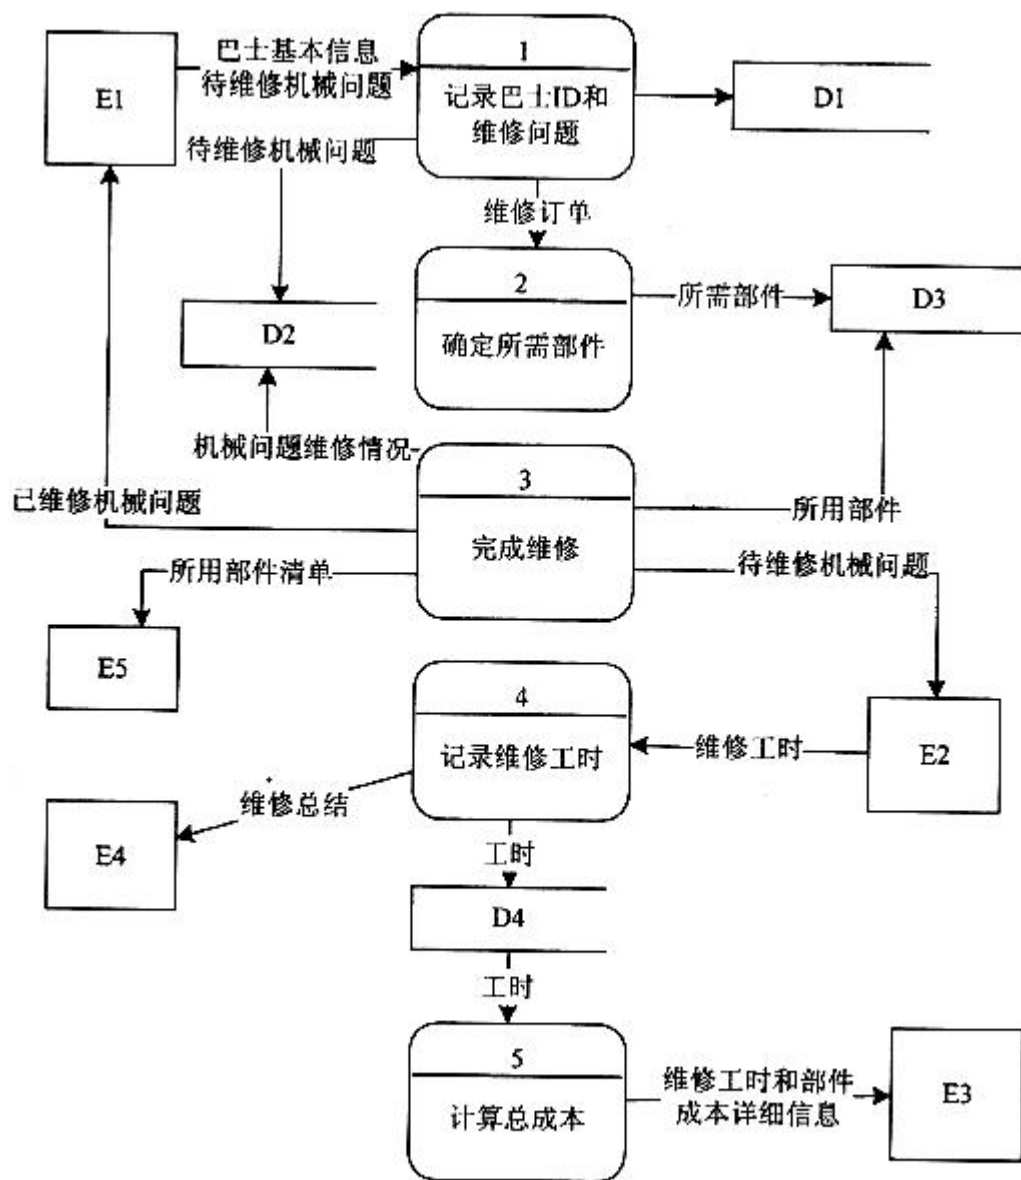 巴士基本信息
待维修机械问题
E1
1
记录巴士ID和
维修问题
D1
待维修机械问题
维修订单
2
确定所需部件
所需部件
D3
D2
机械问题维修情况
3
完成维修
已维修机械问题
所用部件
所用部件清单
待维修机械问题
E5
4
记录维修工时
维修工时
E2
维修总结
E4
工时
D4
工时
5
计算总成本
维修工时和部件
成本详细信息
E3